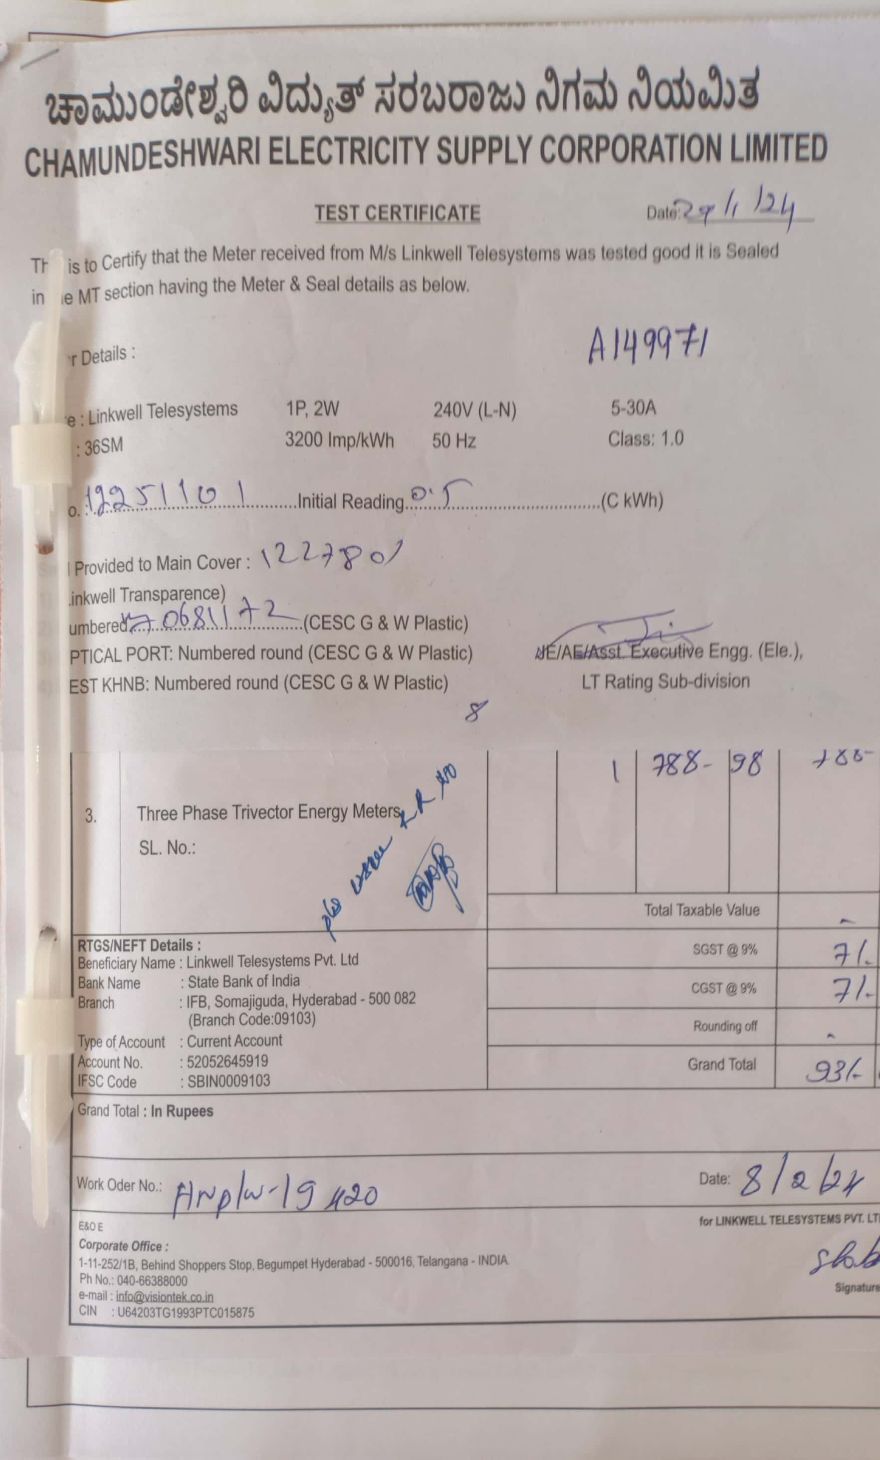 ಚಾಮುಂಡೇಶ್ವರಿ ವಿದ್ಯುತ್ ಸರಬರಾಜು ನಿಗಮ ನಿಯಮಿತ
CHAMUNDESHWARI ELECTRICITY SUPPLY CORPORATION LIMITED
TEST CERTIFICATE Date: /1/24
is to Certify that the Meter received from M/s Linkwell Telesystems was tested good it is Sealed
in MT section having the Meter & Seal details as below.
Details : A149971
: Linkwell Telesystems 1P, 2W 240V (L-N) 5-30A
: 36SM 3200 Imp/kWh 50 Hz Class: 1.0
o. : 12251101 Initial Reading 0.5 (C kWh)
Provided to Main Cover : 1227801
inkwell Transparence)
umbered (CESC G & W Plastic)
PTICAL PORT: Numbered round (CESC G & W Plastic) JE/AE/Asst. Executive Engg. (Ele.),
EST KHNB: Numbered round (CESC G & W Plastic) LT Rating Sub-division
8
1 788- 98 788-
3. Three Phase Trivector Energy Meters
SL. No.:
Total Taxable Value -
RTGS/NEFT Details :
SGST @ 9% 71/-
Beneficiary Name : Linkwell Telesystems Pvt. Ltd
Bank Name : State Bank of India
CGST @ 9% 71/-
Branch : IFB, Somajiguda, Hyderabad - 500 082
(Branch Code:09103)
Rounding off -
Type of Account : Current Account
Account No. : 52052645919
Grand Total 931/-
IFSC Code : SBIN0009103
Grand Total : In Rupees
Work Oder No.: Date: 8/2/24
E&O E for LINKWELL TELESYSTEMS PVT. LT
Corporate Office :
1-11-252/1B, Behind Shoppers Stop, Begumpet Hyderabad - 500016, Telangana - INDIA
Ph No.: 040-66388000
e-mail : info@visiontek.co.in Signature
CIN : U64203TG1993PTC015875